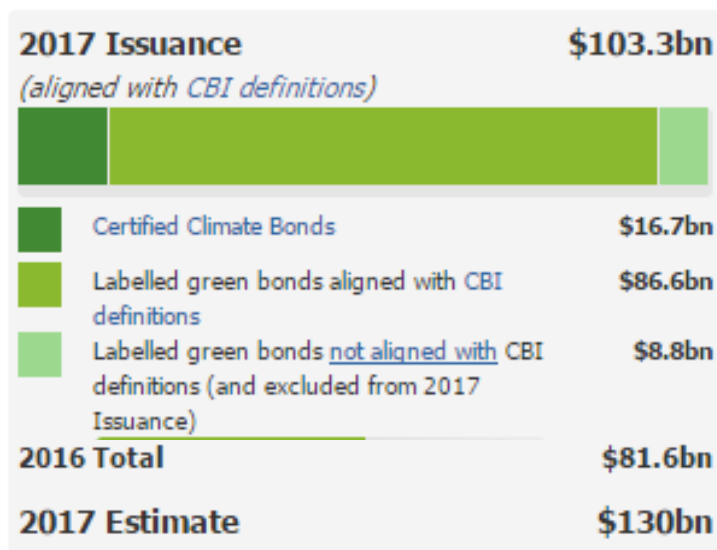 2017 Issuance $103.3bn
(aligned with CBI definitions)
Certified Climate Bonds $16.7bn
Labelled green bonds aligned with CBI $86.6bn
definitions
Labelled green bonds not aligned with CBI $8.8bn
definitions (and excluded from 2017
Issuance)
2016 Total $81.6bn
2017 Estimate $130bn